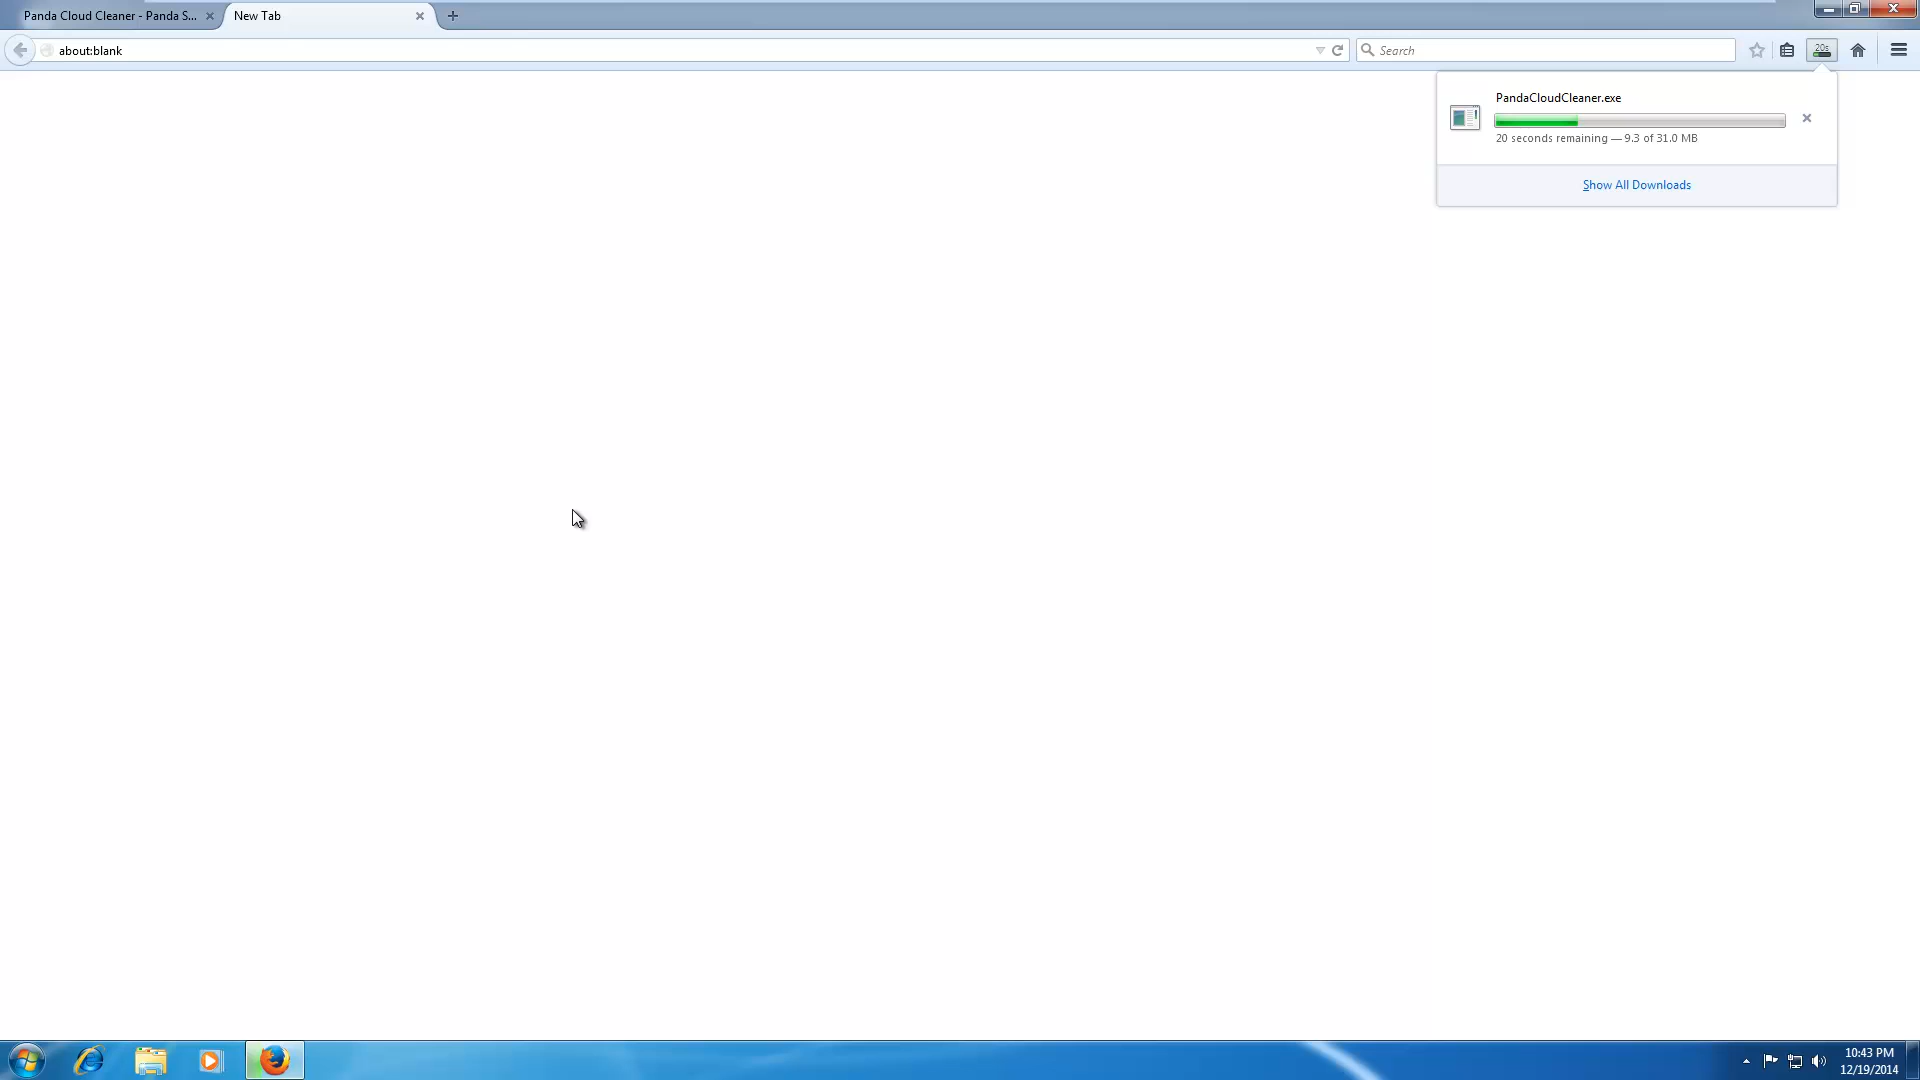 Panda Cloud Cleaner - Panda S...
New Tab
about:blank
Search
20s
PandaCloudCleaner.exe
20 seconds remaining — 9.3 of 31.0 MB
Show All Downloads
10:43 PM
12/19/2014